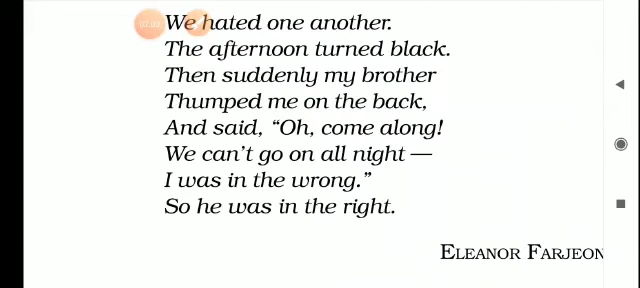 We hated one another.
The afternoon turned black.
Then suddenly my brother
Thumped me on the back,
And said, “Oh, come along!
We can’t go on all night —
I was in the wrong.”
So he was in the right.
ELEANOR FARJEON